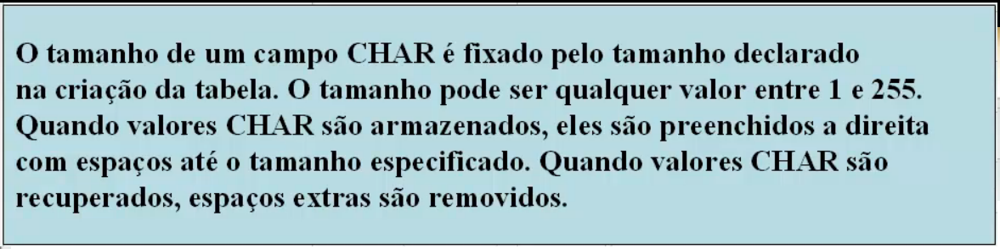 O tamanho de um campo CHAR é fixado pelo tamanho declarado
na criação da tabela. O tamanho pode ser qualquer valor entre 1 e 255.
Quando valores CHAR são armazenados, eles são preenchidos a direita
com espaços até o tamanho especificado. Quando valores CHAR são
recuperados, espaços extras são removidos.